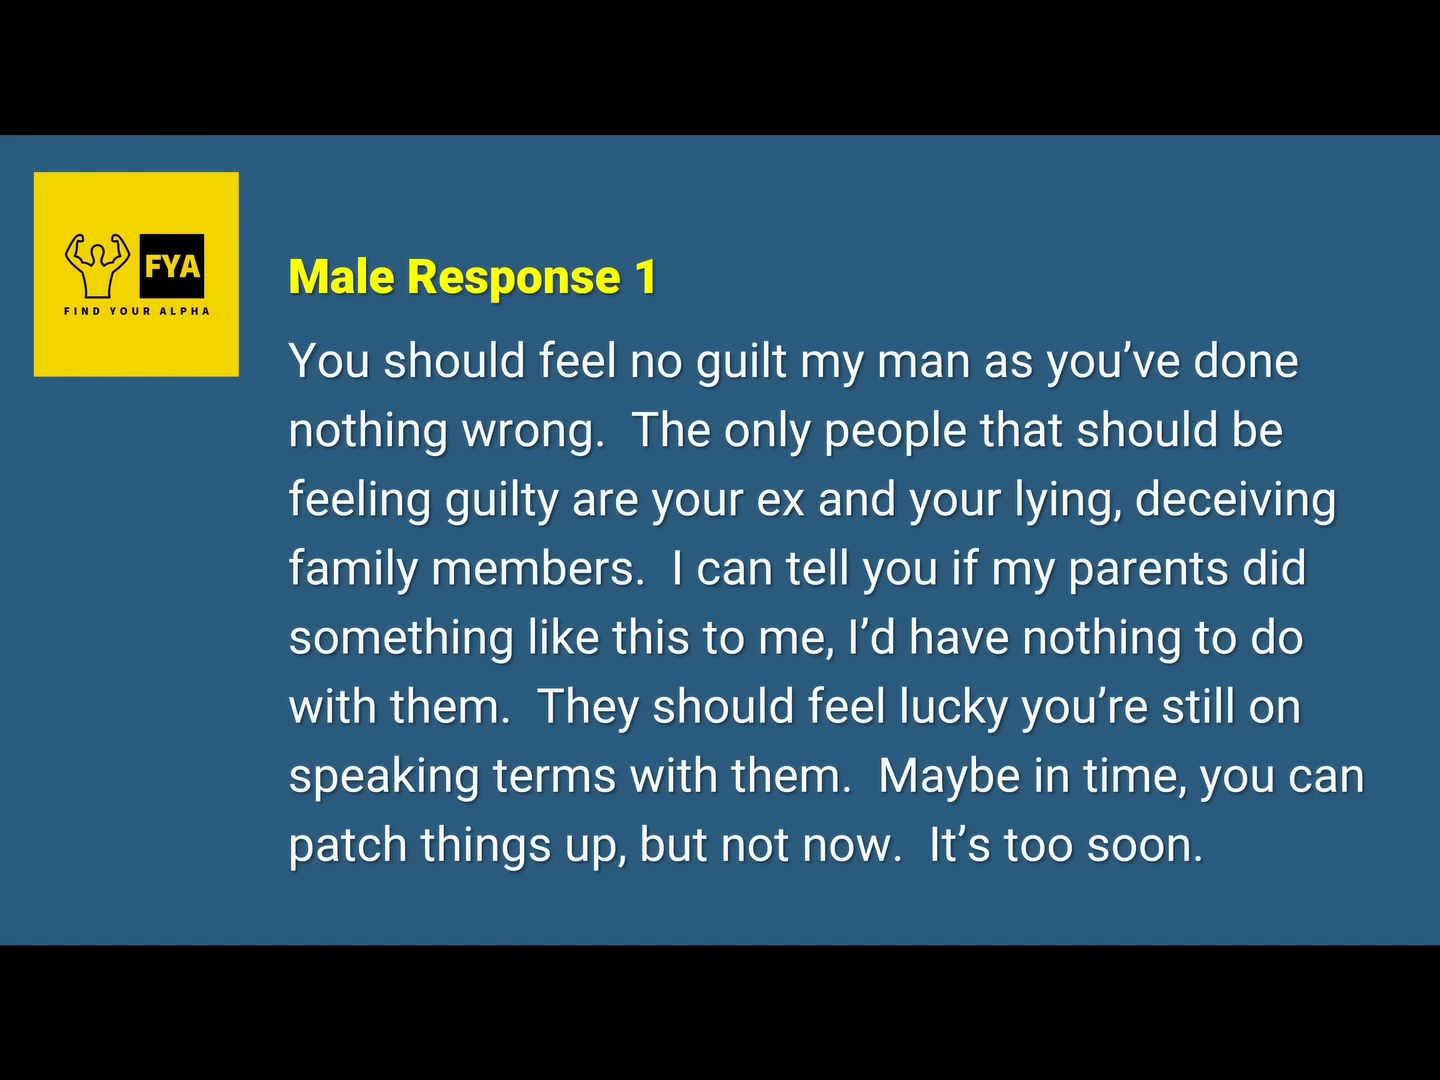 FYA
FIND YOUR ALPHA
Male Response 1
You should feel no guilt my man as you’ve done
nothing wrong.  The only people that should be
feeling guilty are your ex and your lying, deceiving
family members.  I can tell you if my parents did
something like this to me, I’d have nothing to do
with them.  They should feel lucky you’re still on
speaking terms with them.  Maybe in time, you can
patch things up, but not now.  It’s too soon.